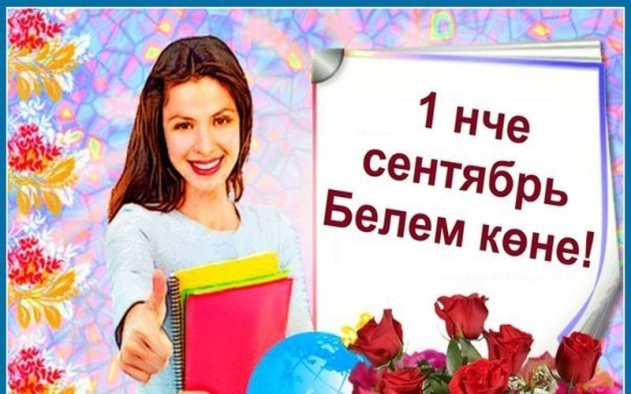 1 нче
сентябрь
Белем көне!